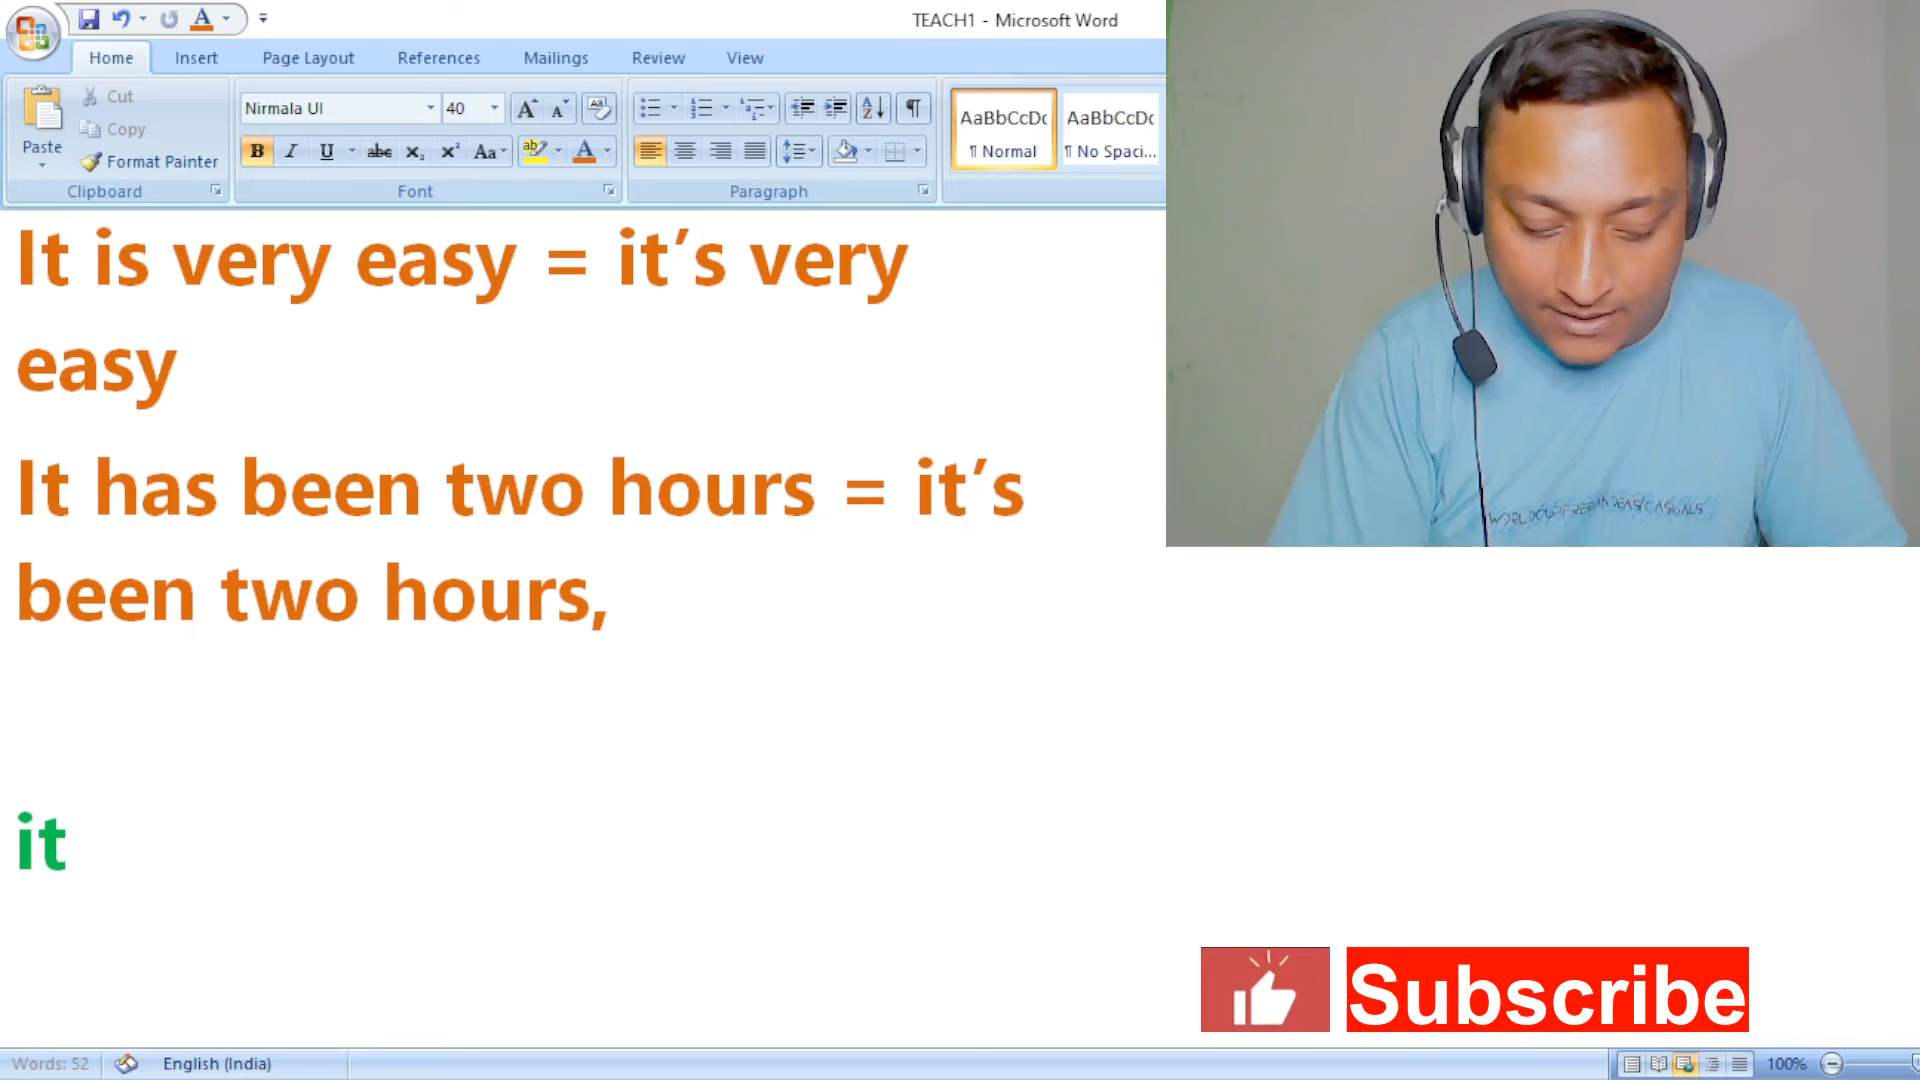 TEACH1 - Microsoft Word
Home Insert Page Layout References Mailings Review View
Cut
Copy
Paste
Format Painter
Clipboard
Nirmala UI 40
Font
Paragraph
AaBbCcDc AaBbCcDc
¶ Normal ¶ No Spaci...
It is very easy = it’s very
easy
It has been two hours = it’s
been two hours,
it
Subscribe
Words: 52 English (India) 100%